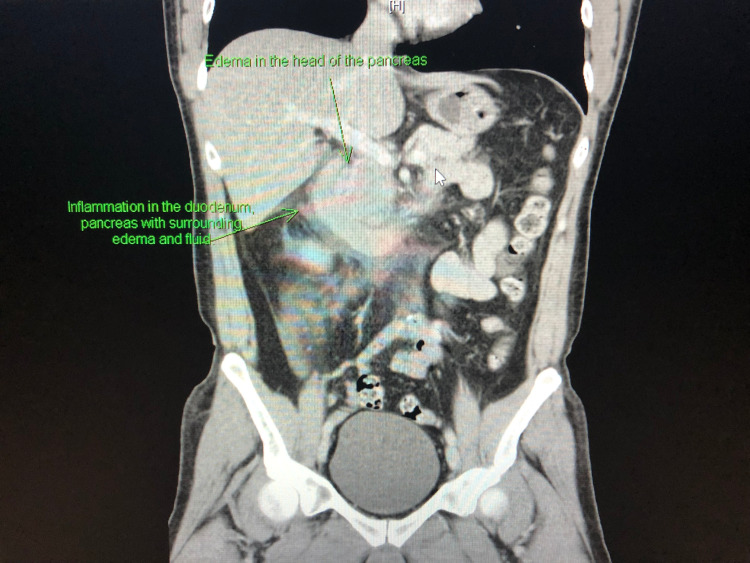 [H]
Edema in the head of the pancreas
Inflammation in the duodenum,
pancreas with surrounding
edema and fluid